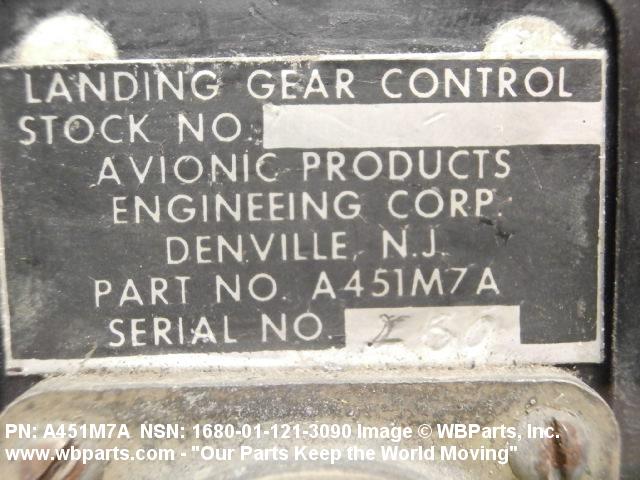 LANDING GEAR CONTROL
STOCK NO.
AVIONIC PRODUCTS
ENGINEEING CORP.
DENVILLE, N.J.
PART NO. A451M7A
SERIAL NO.
PN: A451M7A NSN: 1680-01-121-3090 Image © WBParts, Inc.
www.wbparts.com - "Our Parts Keep the World Moving"